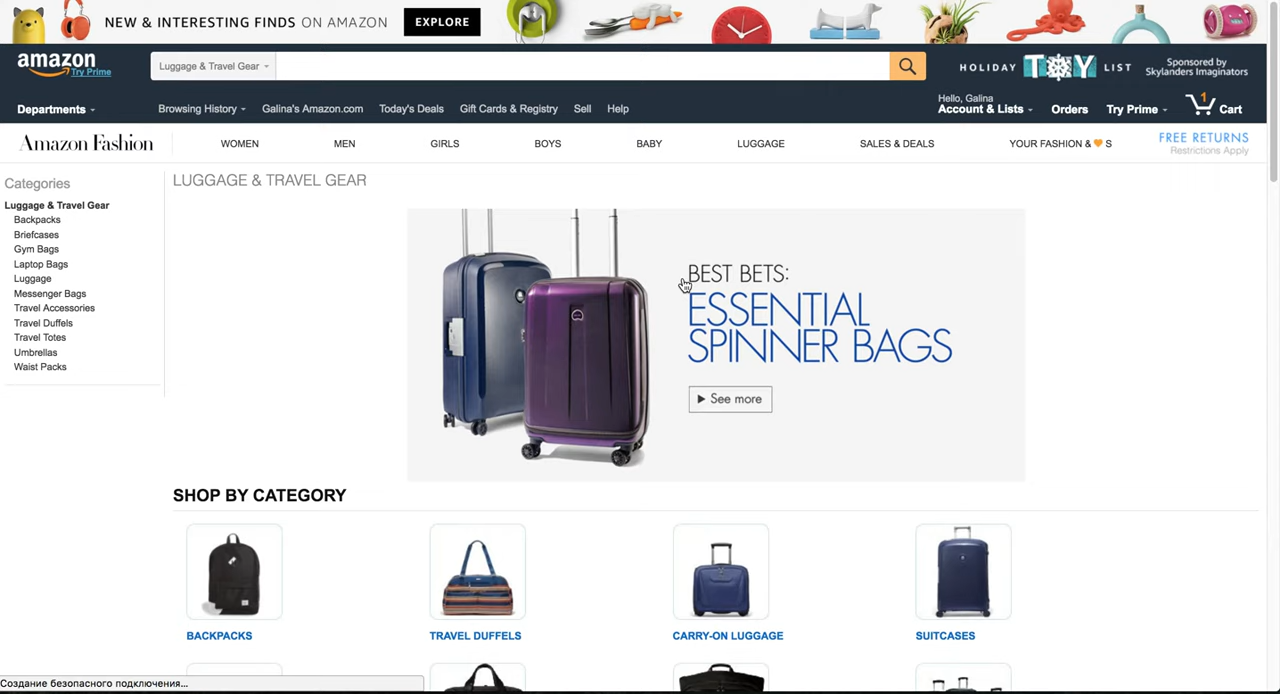 NEW & INTERESTING FINDS ON AMAZON EXPLORE
amazon
Try Prime
Luggage & Travel Gear
HOLIDAY TOY LIST
Sponsored by
Skylanders Imaginators
Departments
Browsing History
Galina's Amazon.com
Today's Deals
Gift Cards & Registry
Sell
Help
Hello, Galina
Account & Lists
Orders
Try Prime
1
Cart
Amazon Fashion
WOMEN
MEN
GIRLS
BOYS
BABY
LUGGAGE
SALES & DEALS
YOUR FASHION & 🧡 S
FREE RETURNS
Restrictions Apply
Categories
Luggage & Travel Gear
Backpacks
Briefcases
Gym Bags
Laptop Bags
Luggage
Messenger Bags
Travel Accessories
Travel Duffels
Travel Totes
Umbrellas
Waist Packs
LUGGAGE & TRAVEL GEAR
BEST BETS:
ESSENTIAL
SPINNER BAGS
See more
SHOP BY CATEGORY
BACKPACKS
TRAVEL DUFFELS
CARRY-ON LUGGAGE
SUITCASES
Создание безопасного подключения...